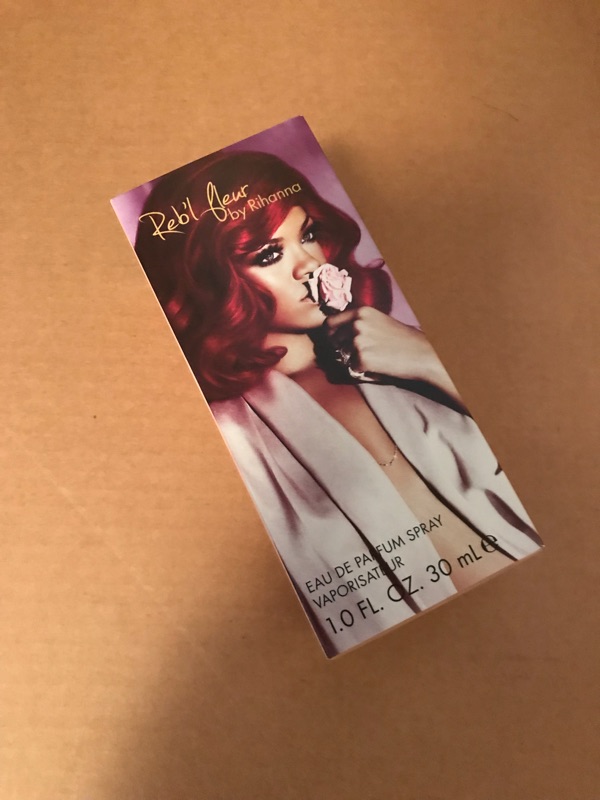 Reb'l fleur
by Rihanna
EAU DE PARFUM SPRAY
VAPORISATEUR
1.0 FL. OZ. 30 mL ℮